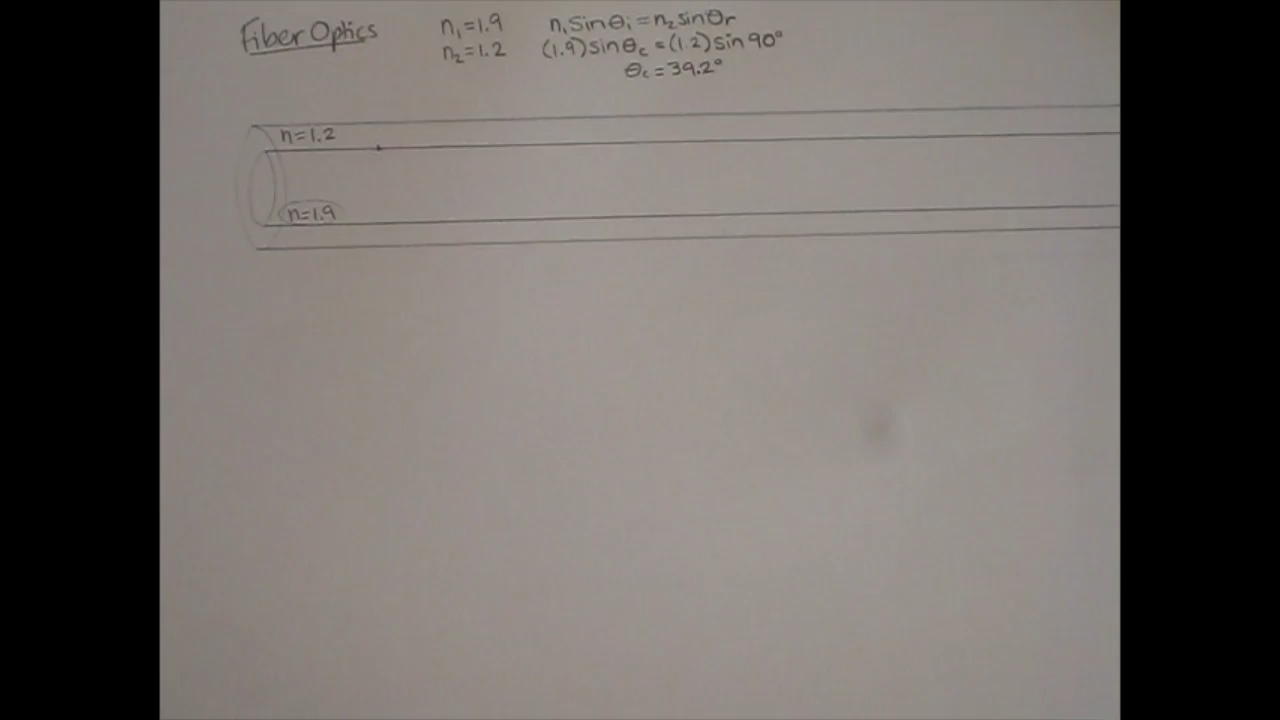 Fiber Optics
n₁=1.9
n₂=1.2
n₁sinθi=n₂sinθr
(1.9)sinθc=(1.2)sin90°
θc=39.2°
n=1.2
n=1.9